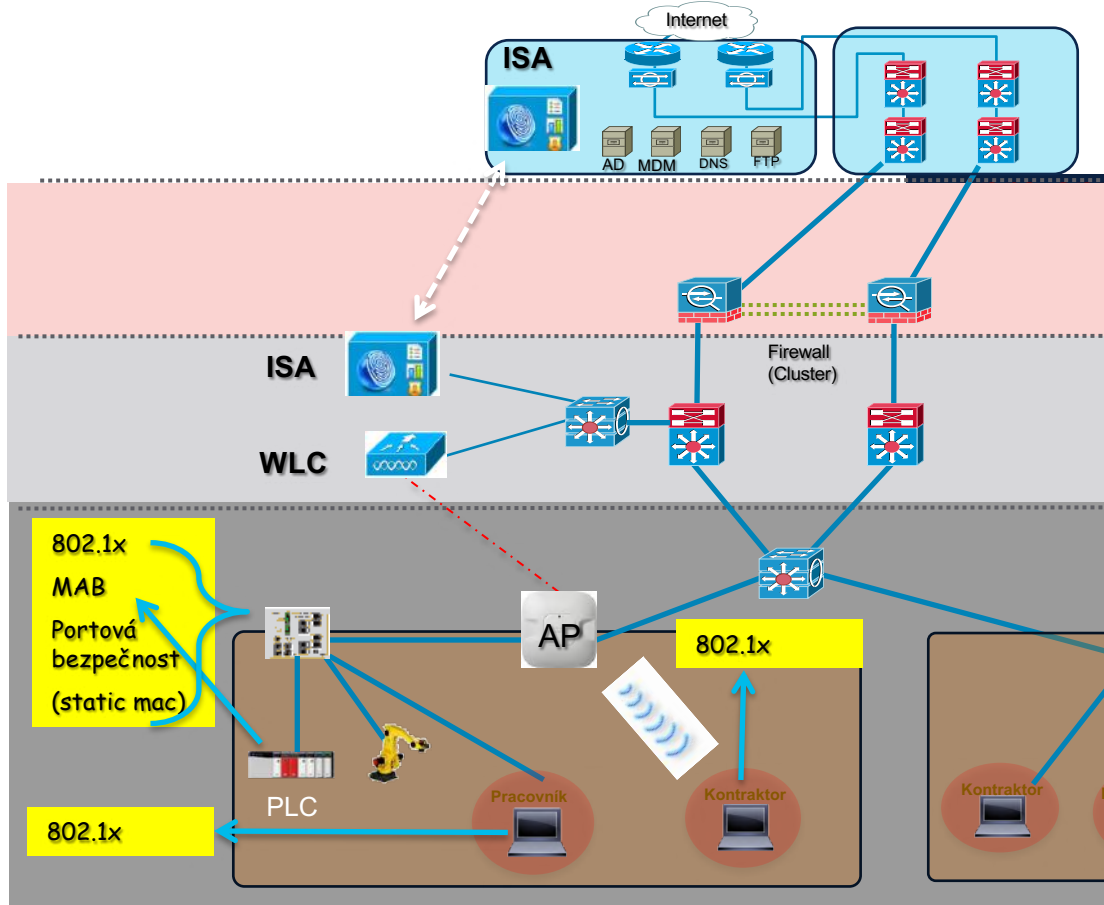 Internet
ISA
AD
MDM
DNS
FTP
Firewall
(Cluster)
ISA
WLC
802.1x
MAB
Portová
bezpečnost
(static mac)
AP
802.1x
PLC
Pracovník
Kontraktor
Kontraktor
802.1x